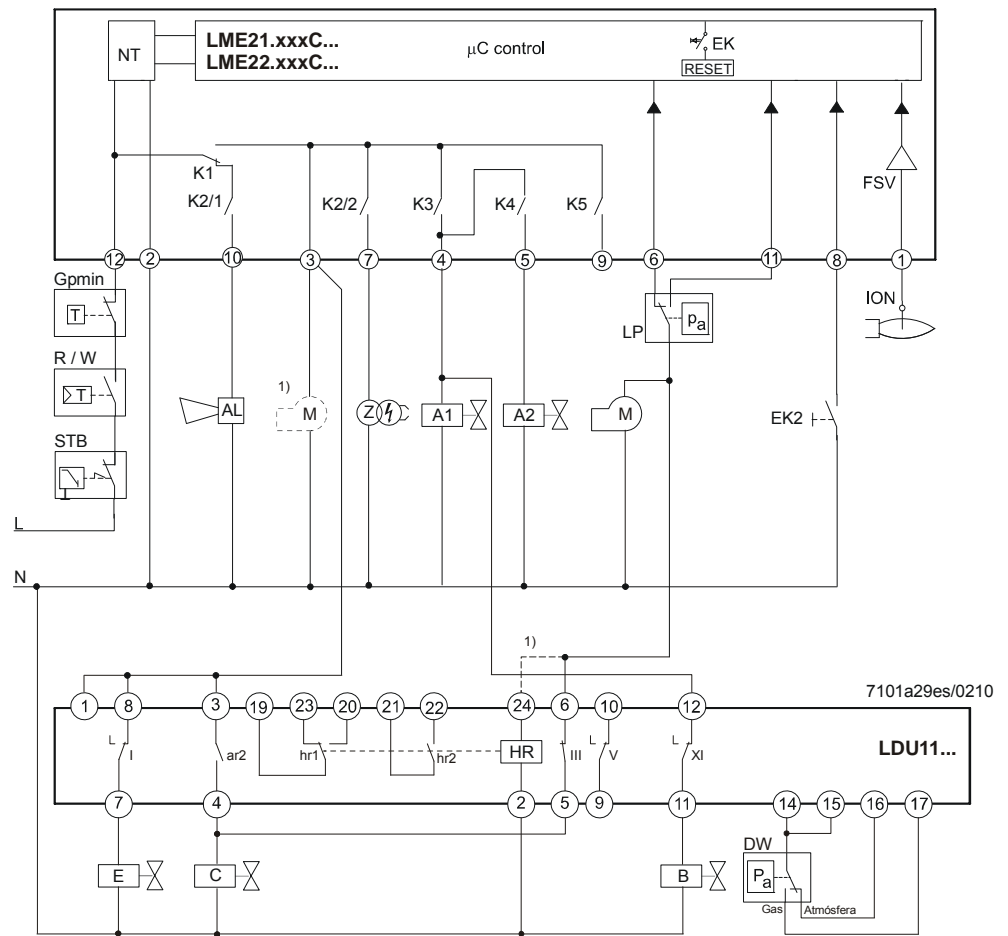 NT
LME21.xxxC...
LME22.xxxC...
µC control
EK
RESET
FSV
K1
K2/1
K2/2
K3
K4
K5
12
2
10
3
7
4
5
9
6
11
8
1
Gpmin
T
R / W
T
STB
L
N
AL
1)
M
Z
A1
A2
LP
pa
M
EK2
ION
1)
7101a29es/0210
1
8
3
19
23
20
21
22
24
6
10
12
LDU11...
L
I
ar2
hr1
hr2
HR
III
L
V
L
XI
7
4
2
5
9
11
14
15
16
17
E
C
B
DW
Pa
Gas
Atmósfera